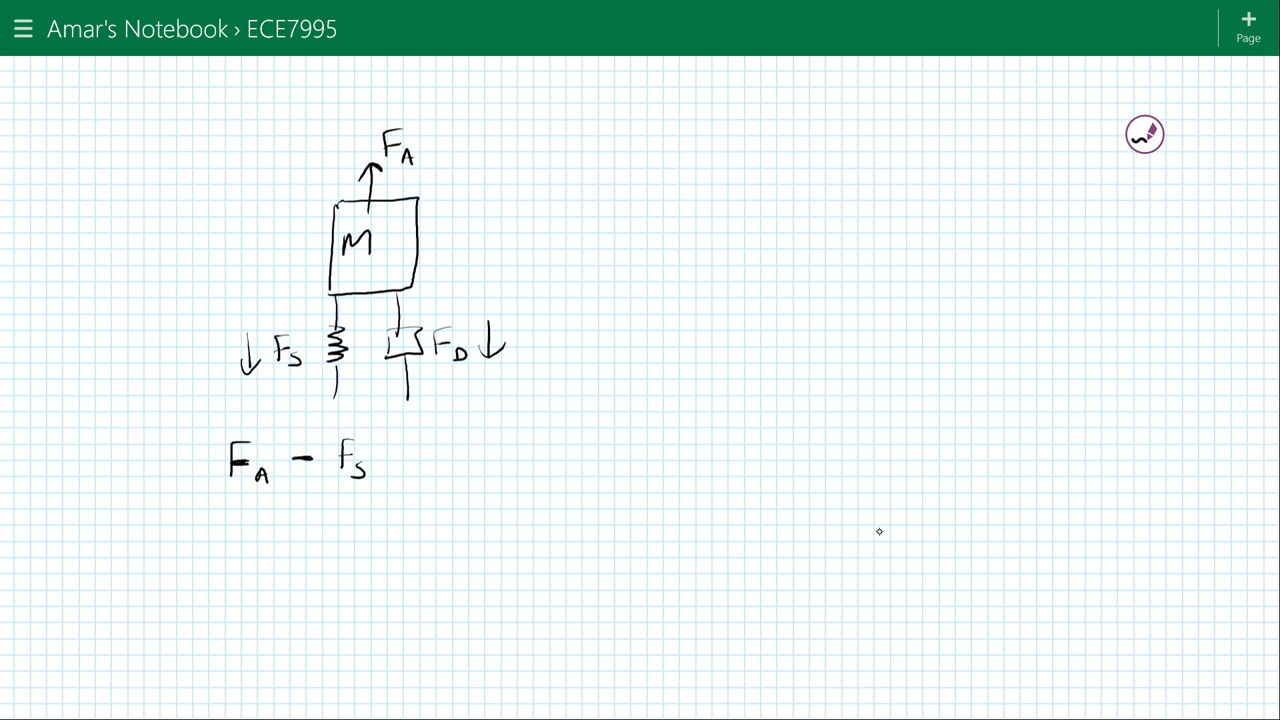 Amar's Notebook › ECE7995
+
Page
F_A
M
↓ F_S F_D ↓
F_A - F_S